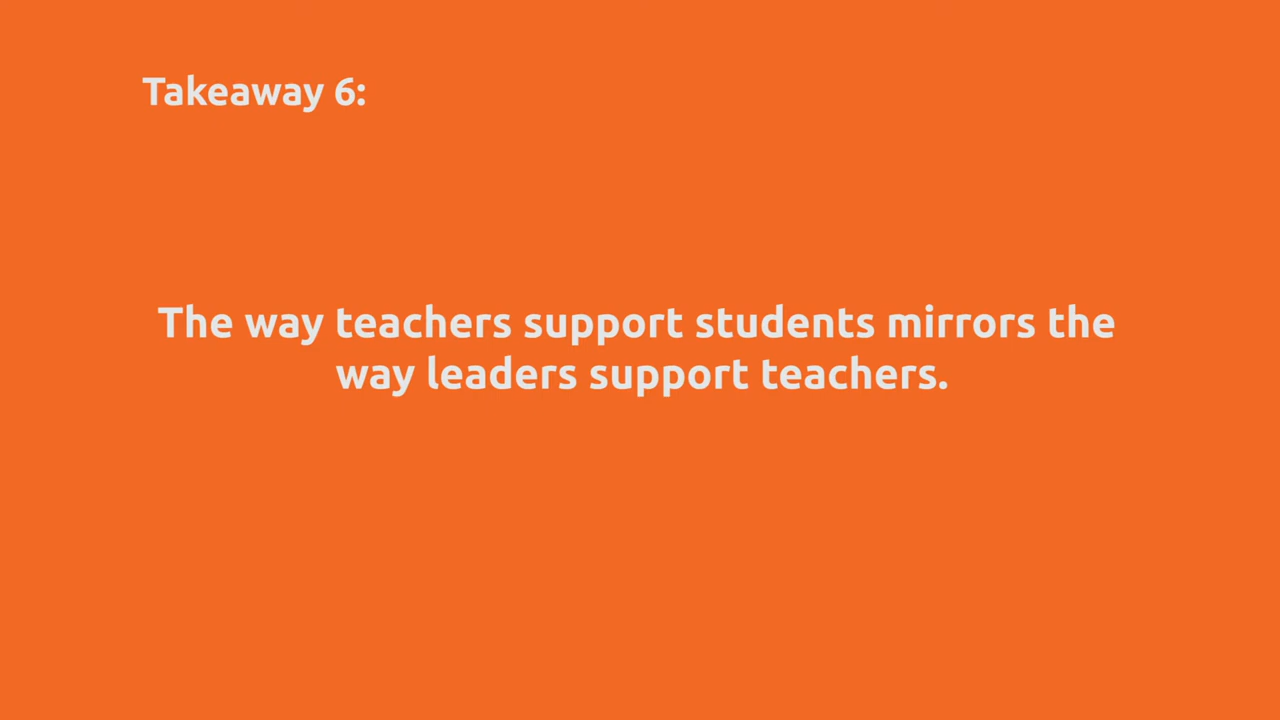 Takeaway 6:
The way teachers support students mirrors the
way leaders support teachers.